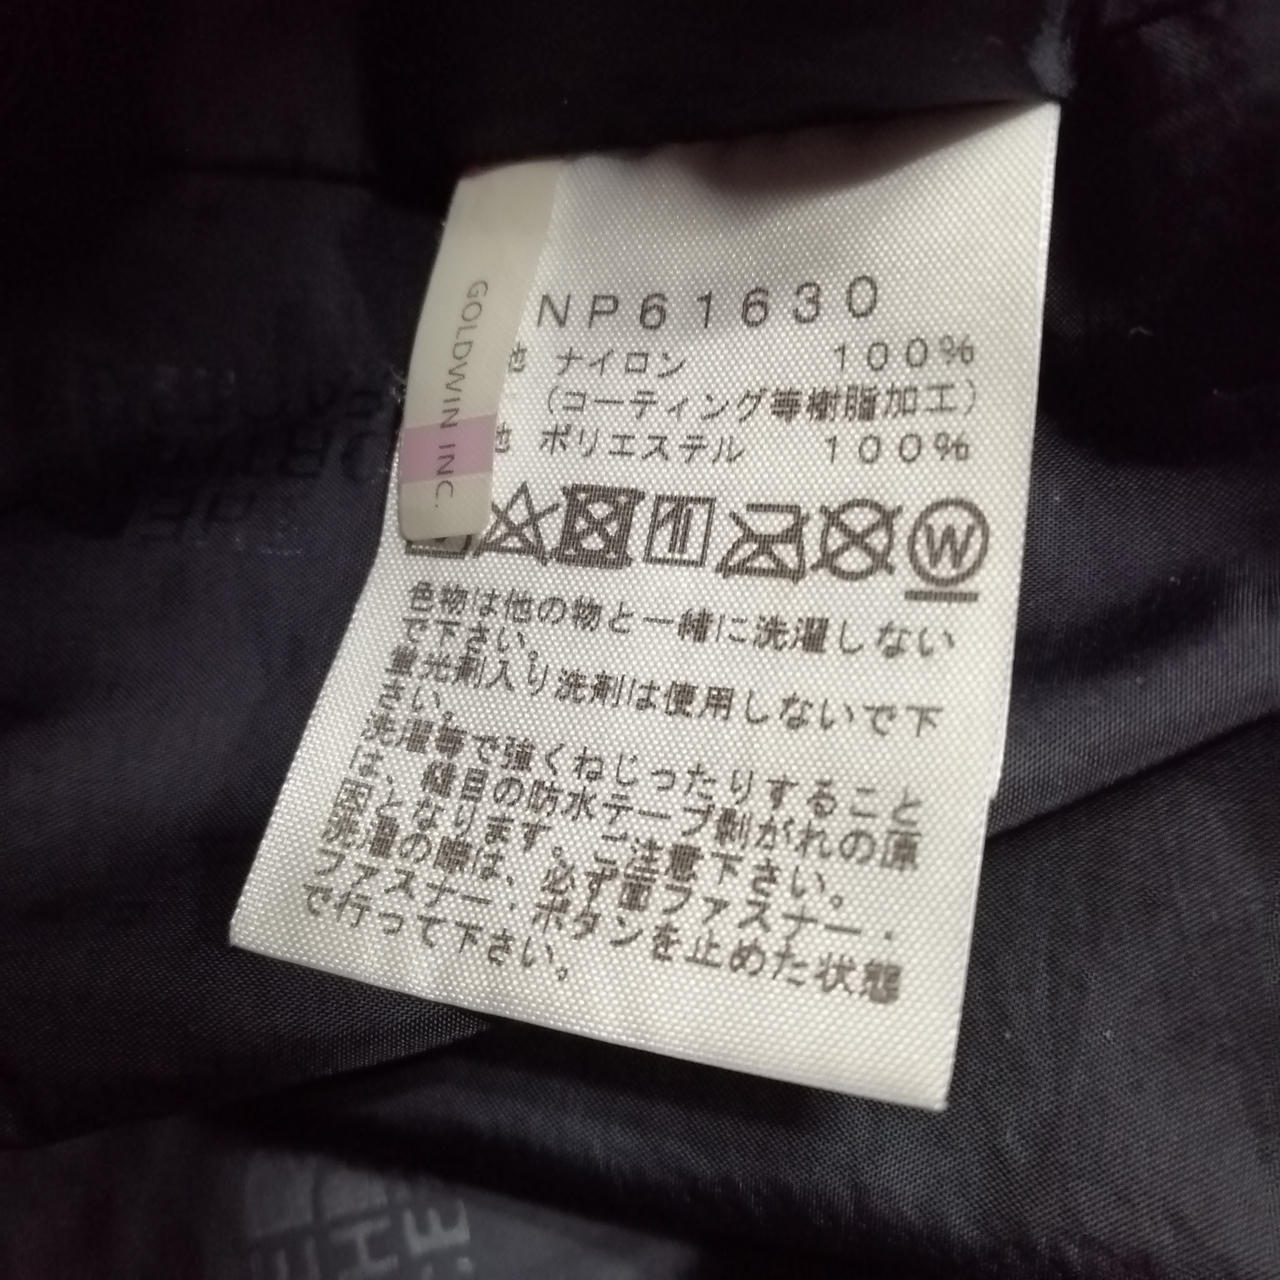 GOLDWIN INC.
NP61630
地 ナイロン 100%
(コーティング等樹脂加工)
地 ポリエステル 100%
W
色物は他の物と一緒に洗濯しない
で下さい。
蛍光剤入り洗剤は使用しないで下
さい。
洗濯等で強くねじったりすること
は、縫目の防水テープ剥がれの原
因となります。ご注意下さい。
洗濯の際は、必ず面ファスナー・
ファスナー・ボタンを止めた状態
で行って下さい。
THE